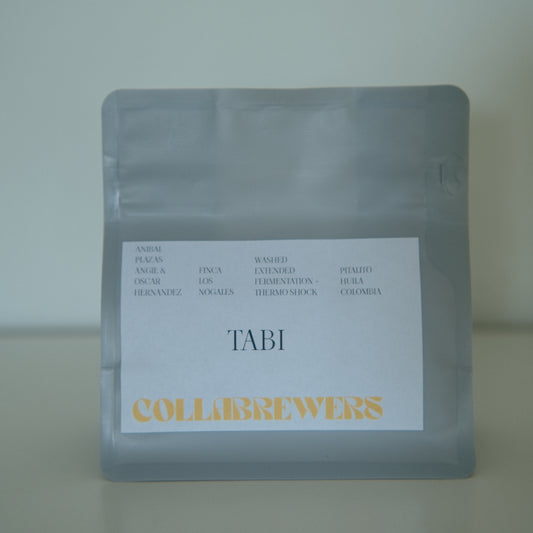 ANIBAL
PLAZAS
ANGIE &
OSCAR
HERNANDEZ
FINCA
LOS
NOGALES
WASHED
EXTENDED
FERMENTATION +
THERMO SHOCK
PITALITO
HUILA
COLOMBIA
TABI
COLLABREWERS